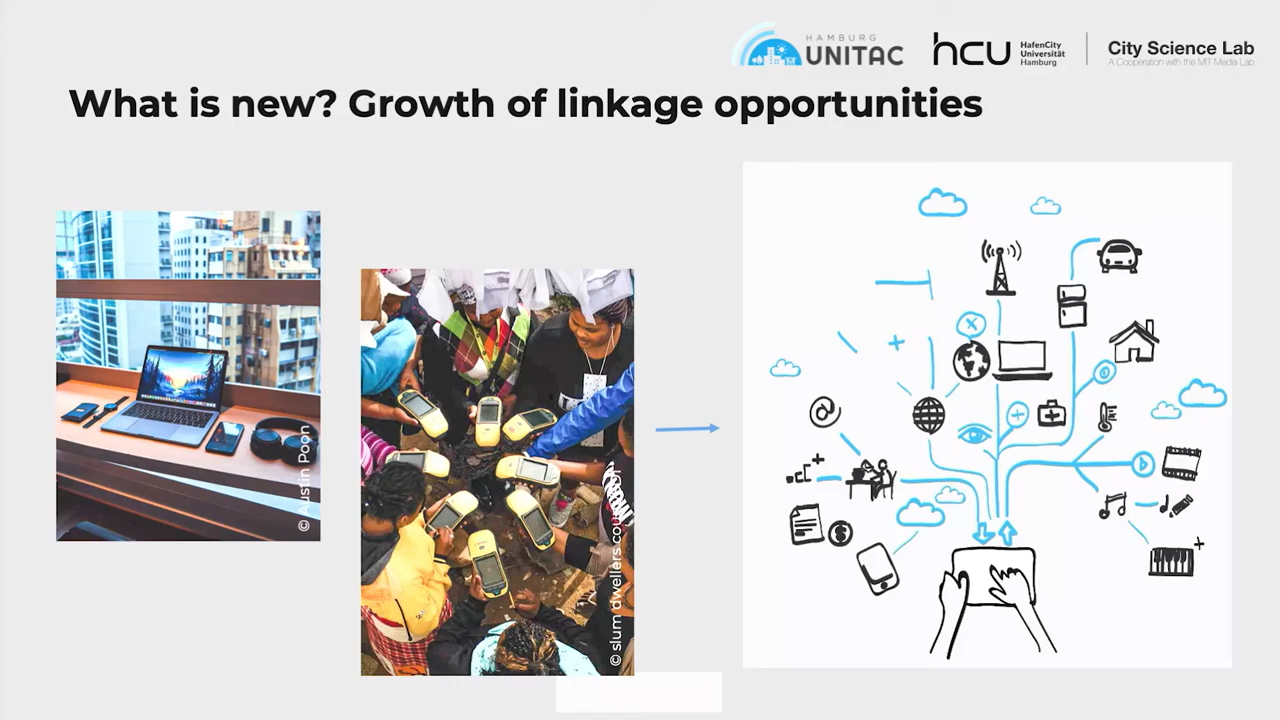 HAMBURG
UNITAC
hcu
HafenCity
Universität
Hamburg
City Science Lab
A Cooperation with the MIT Media Lab
What is new? Growth of linkage opportunities
© Austin Poon
© slum dwellers